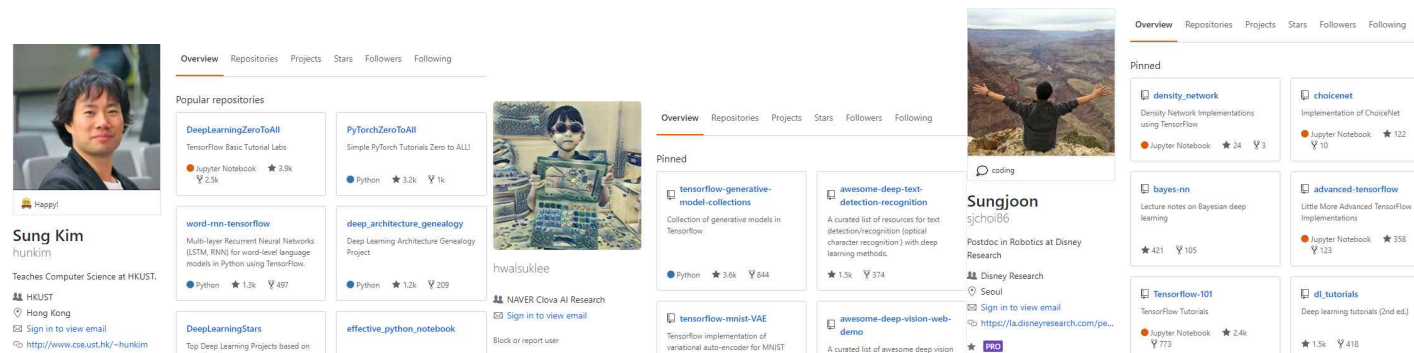 Happy!
Sung Kim
hunkim
Teaches Computer Science at HKUST.
HKUST
Hong Kong
Sign in to view email
http://www.cse.ust.hk/~hunkim
Overview Repositories Projects Stars Followers Following
Popular repositories
DeepLearningZeroToAll
TensorFlow Basic Tutorial Labs
Jupyter Notebook 3.9k
2.5k
PyTorchZeroToAll
Simple PyTorch Tutorials Zero to ALL!
Python 3.2k 1k
word-rnn-tensorflow
Multi-layer Recurrent Neural Networks
(LSTM, RNN) for word-level language
models in Python using TensorFlow.
Python 1.3k 497
deep_architecture_genealogy
Deep Learning Architecture Genealogy
Project
Python 1.2k 209
DeepLearningStars
Top Deep Learning Projects based on
effective_python_notebook
hwalsuklee
NAVER Clova AI Research
Sign in to view email
Block or report user
Overview Repositories Projects Stars Followers Following
Pinned
tensorflow-generative-
model-collections
Collection of generative models in
Tensorflow
Python 3.6k 844
awesome-deep-text-
detection-recognition
A curated list of resources for text
detection/recognition (optical
character recognition ) with deep
learning methods.
1.5k 374
tensorflow-mnist-VAE
Tensorflow implementation of
variational auto-encoder for MNIST
awesome-deep-vision-web-
demo
A curated list of awesome deep vision
coding
Sungjoon
sjchoi86
Postdoc in Robotics at Disney
Research
Disney Research
Seoul
Sign in to view email
https://la.disneyresearch.com/pe...
PRO
Overview Repositories Projects Stars Followers Following
Pinned
density_network
Density Network Implementations
using TensorFlow
Jupyter Notebook 24 3
choicenet
Implementation of ChoiceNet
Jupyter Notebook 122
10
bayes-nn
Lecture notes on Bayesian deep
learning
421 105
advanced-tensorflow
Little More Advanced TensorFlow
Implementations
Jupyter Notebook 358
123
Tensorflow-101
TensorFlow Tutorials
Jupyter Notebook 2.4k
773
dl_tutorials
Deep learning tutorials (2nd ed.)
1.5k 418